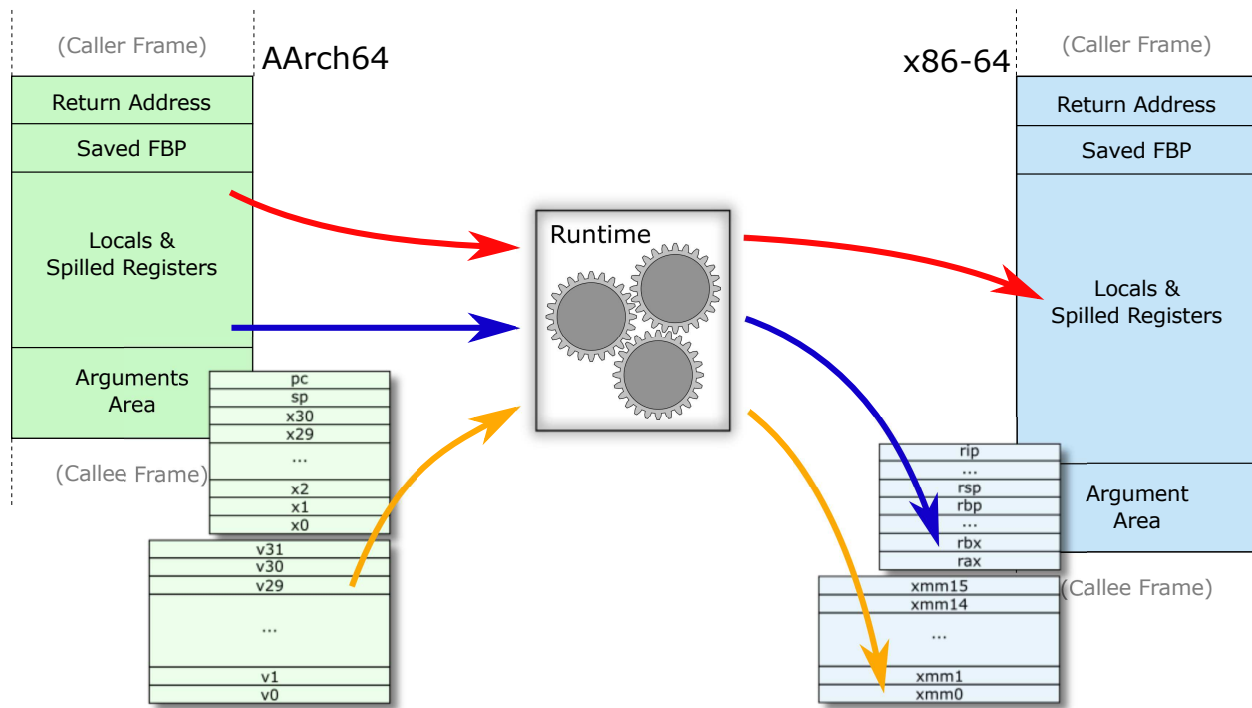 (Caller Frame)
AArch64
Return Address
Saved FBP
Locals &
Spilled Registers
Arguments
Area
(Callee Frame)
pc
sp
x30
x29
...
x2
x1
x0
v31
v30
v29
...
v1
v0
Runtime
x86-64
(Caller Frame)
Return Address
Saved FBP
Locals &
Spilled Registers
Argument
Area
(Callee Frame)
rip
...
rsp
rbp
...
rbx
rax
xmm15
xmm14
...
xmm1
xmm0